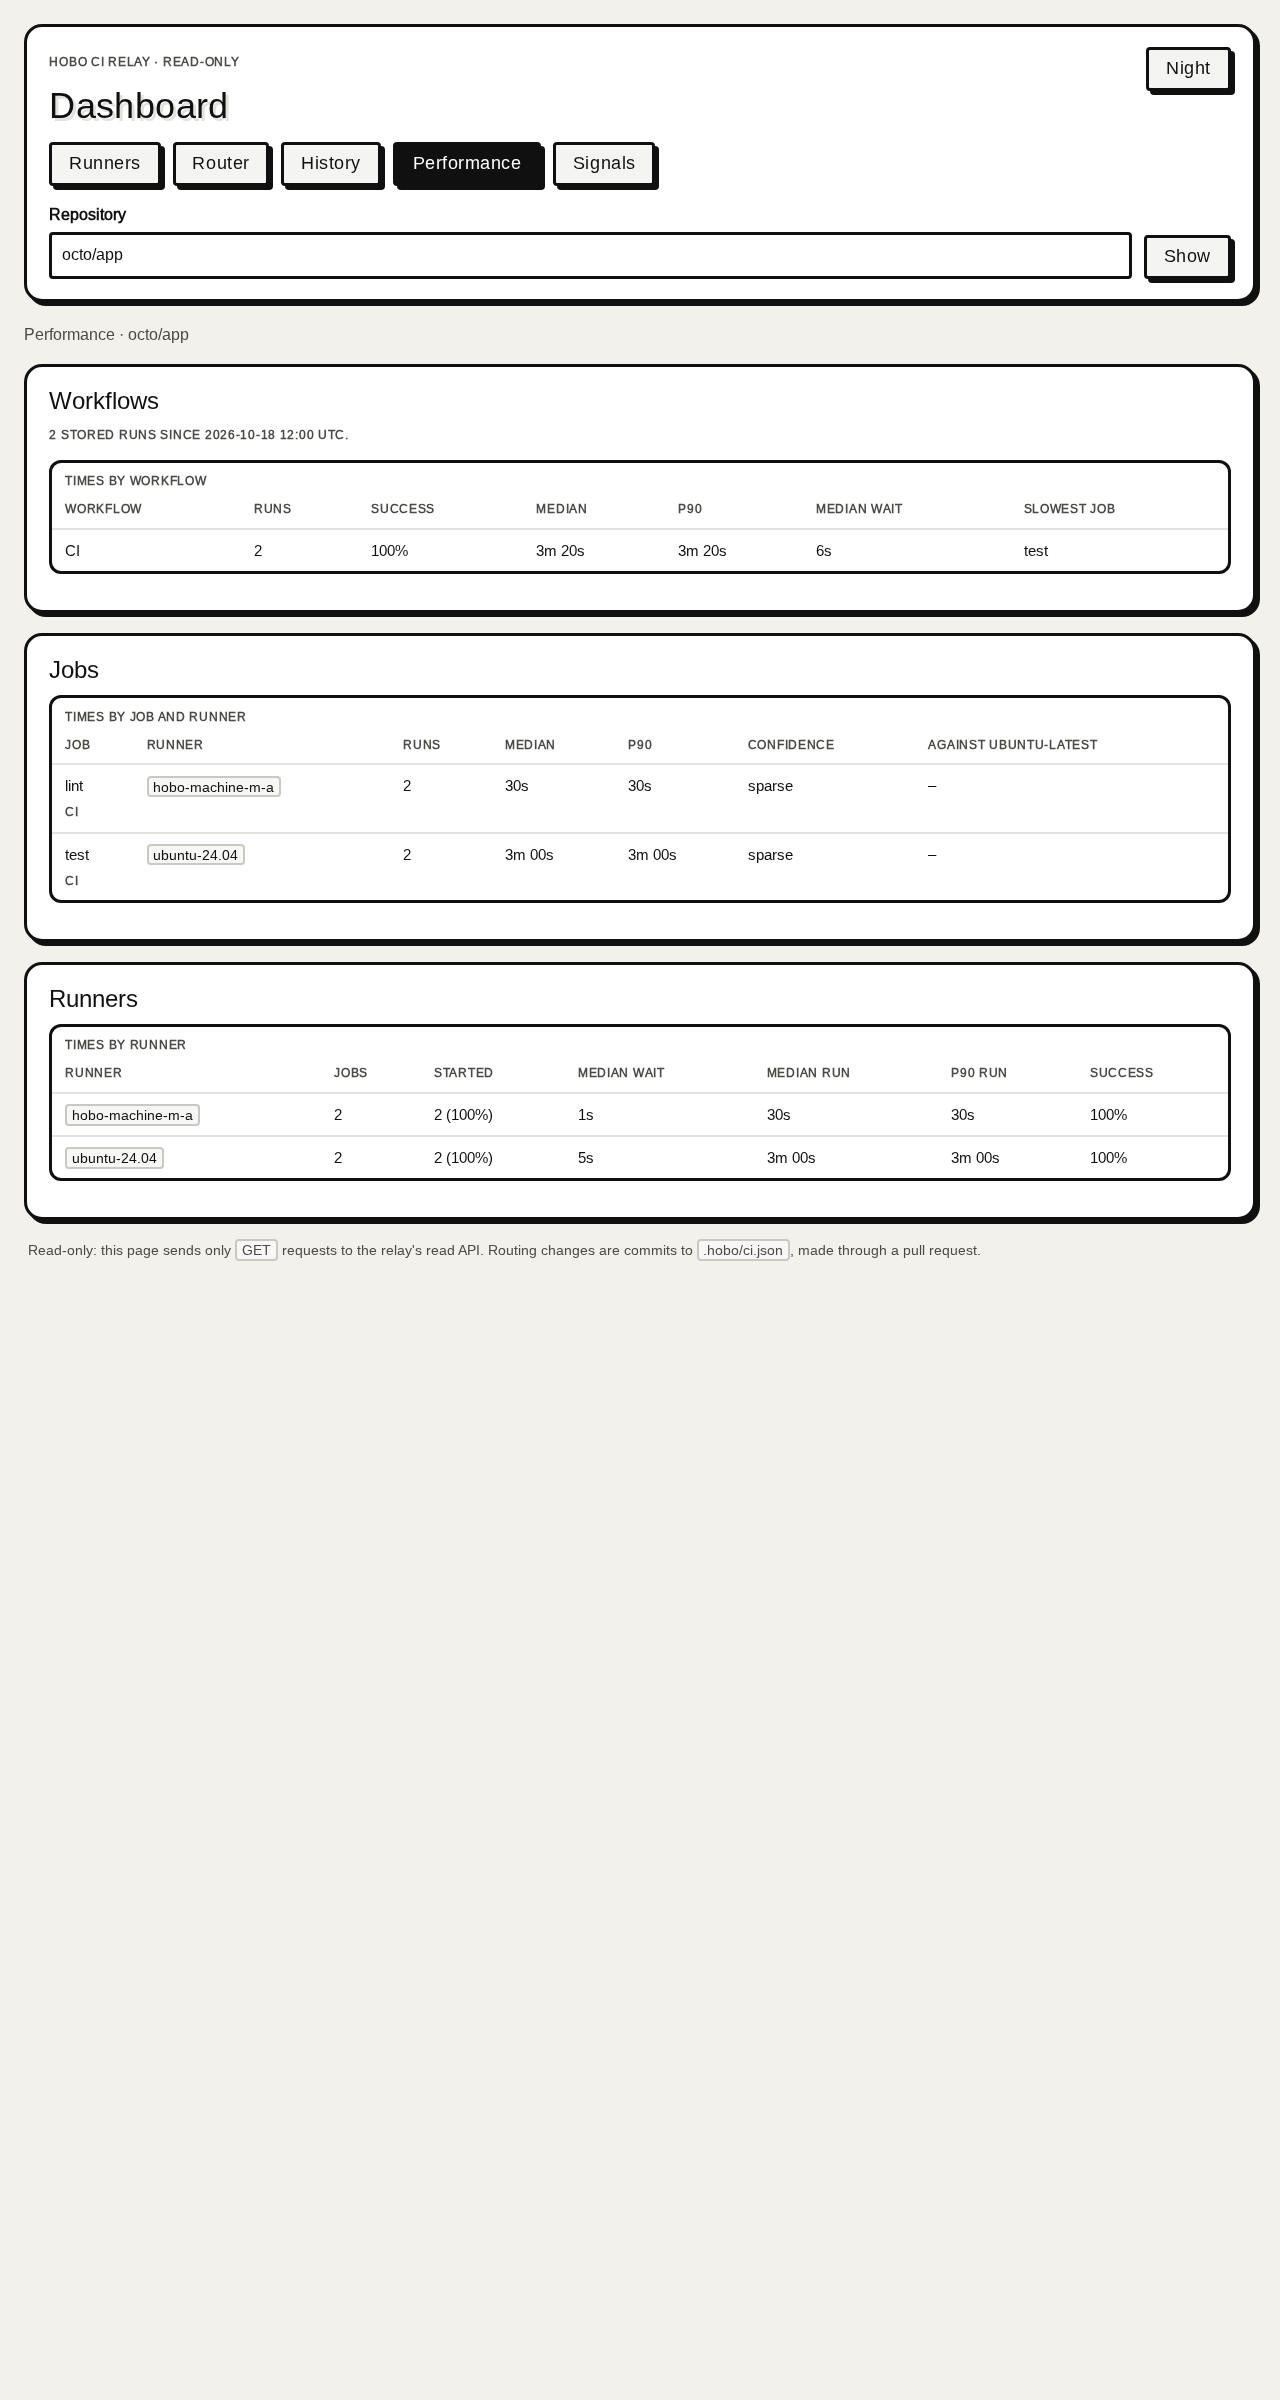 HOBO CI RELAY · READ-ONLY
Night
Dashboard
Runners Router History Performance Signals
Repository
octo/app Show
Performance · octo/app
Workflows
2 STORED RUNS SINCE 2026-10-18 12:00 UTC.
TIMES BY WORKFLOW
WORKFLOW RUNS SUCCESS MEDIAN P90 MEDIAN WAIT SLOWEST JOB
CI 2 100% 3m 20s 3m 20s 6s test
Jobs
TIMES BY JOB AND RUNNER
JOB RUNNER RUNS MEDIAN P90 CONFIDENCE AGAINST UBUNTU-LATEST
lint hobo-machine-m-a 2 30s 30s sparse –
CI
test ubuntu-24.04 2 3m 00s 3m 00s sparse –
CI
Runners
TIMES BY RUNNER
RUNNER JOBS STARTED MEDIAN WAIT MEDIAN RUN P90 RUN SUCCESS
hobo-machine-m-a 2 2 (100%) 1s 30s 30s 100%
ubuntu-24.04 2 2 (100%) 5s 3m 00s 3m 00s 100%
Read-only: this page sends only GET requests to the relay's read API. Routing changes are commits to .hobo/ci.json, made through a pull request.